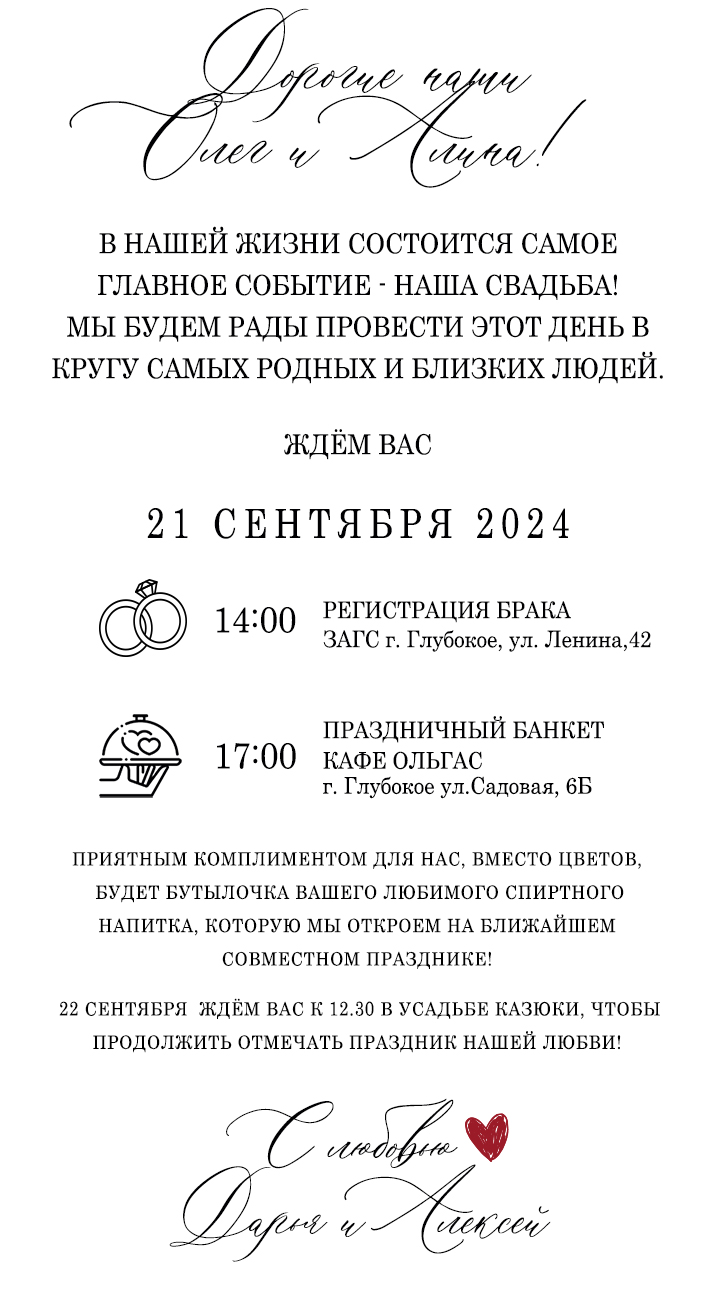 Дорогие наши
Олег и Алина!
В НАШЕЙ ЖИЗНИ СОСТОИТСЯ САМОЕ
ГЛАВНОЕ СОБЫТИЕ - НАША СВАДЬБА!
МЫ БУДЕМ РАДЫ ПРОВЕСТИ ЭТОТ ДЕНЬ В
КРУГУ САМЫХ РОДНЫХ И БЛИЗКИХ ЛЮДЕЙ.
ЖДЁМ ВАС
21 СЕНТЯБРЯ 2024
14:00
РЕГИСТРАЦИЯ БРАКА
ЗАГС г. Глубокое, ул. Ленина,42
17:00
ПРАЗДНИЧНЫЙ БАНКЕТ
КАФЕ ОЛЬГАС
г. Глубокое ул.Садовая, 6Б
ПРИЯТНЫМ КОМПЛИМЕНТОМ ДЛЯ НАС, ВМЕСТО ЦВЕТОВ,
БУДЕТ БУТЫЛОЧКА ВАШЕГО ЛЮБИМОГО СПИРТНОГО
НАПИТКА, КОТОРУЮ МЫ ОТКРОЕМ НА БЛИЖАЙШЕМ
СОВМЕСТНОМ ПРАЗДНИКЕ!
22 СЕНТЯБРЯ  ЖДЁМ ВАС К 12.30 В УСАДЬБЕ КАЗЮКИ, ЧТОБЫ
ПРОДОЛЖИТЬ ОТМЕЧАТЬ ПРАЗДНИК НАШЕЙ ЛЮБВИ!
С любовью
Дарья и Алексей